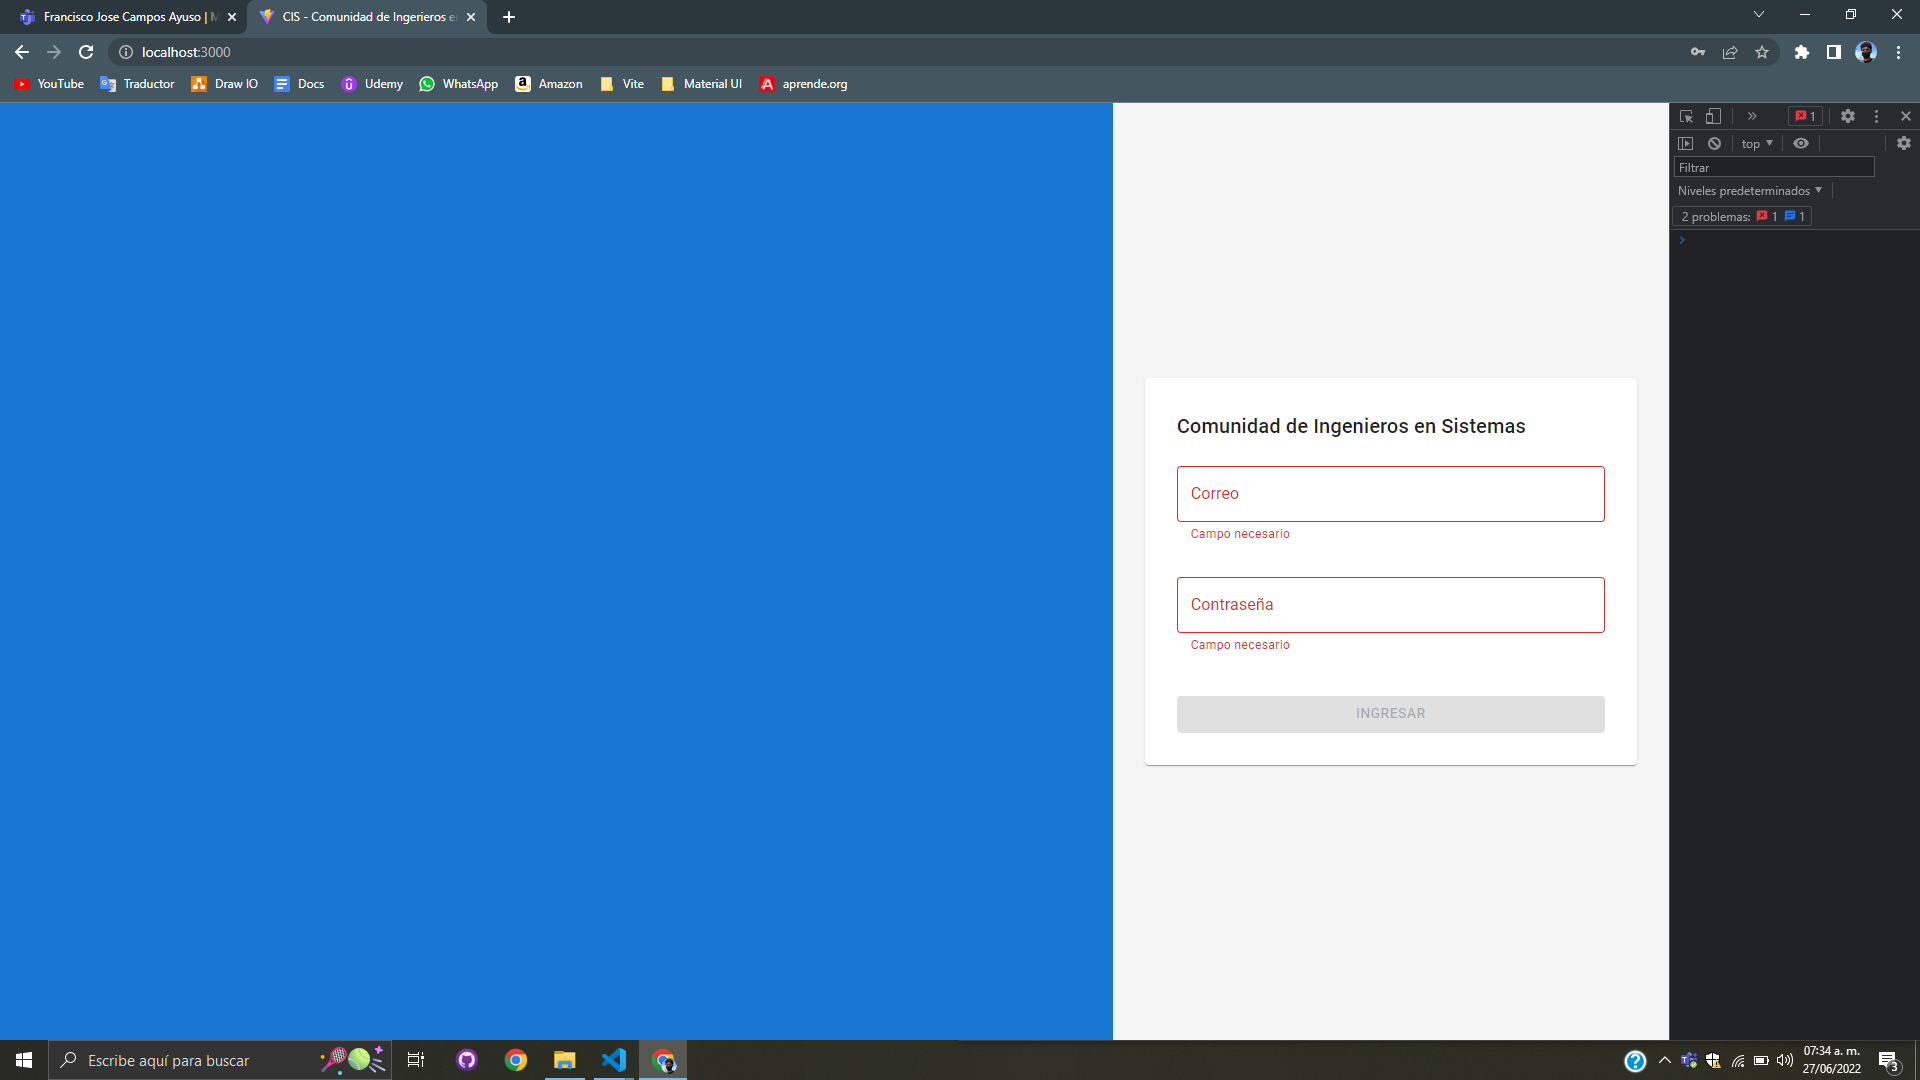 Francisco Jose Campos Ayuso | M
CIS - Comunidad de Ingerieros e
localhost:3000
YouTube Traductor Draw IO Docs Udemy WhatsApp Amazon Vite Material UI aprende.org
1
top
Filtrar
Niveles predeterminados
2 problemas: 1 1
Comunidad de Ingenieros en Sistemas
Correo
Campo necesario
Contraseña
Campo necesario
INGRESAR
Escribe aquí para buscar
07:34 a. m.
27/06/2022
3